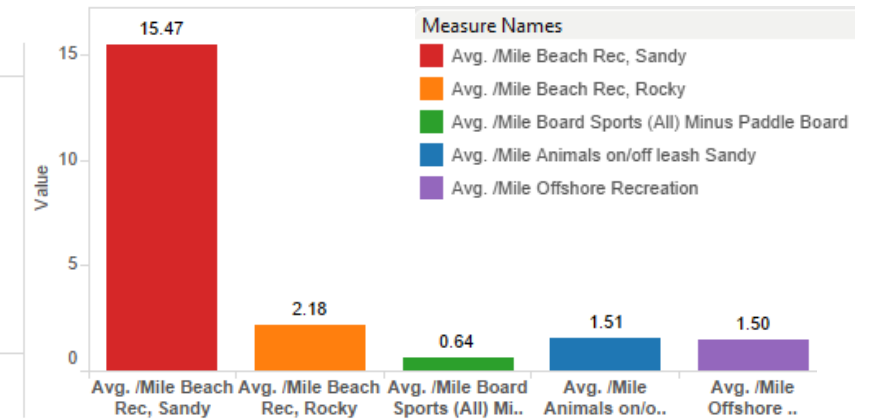 15.47
Measure Names
Avg. /Mile Beach Rec, Sandy
Avg. /Mile Beach Rec, Rocky
Avg. /Mile Board Sports (All) Minus Paddle Board
Avg. /Mile Animals on/off leash Sandy
Avg. /Mile Offshore Recreation
15
10
5
0
Value
2.18
0.64
1.51
1.50
Avg. /Mile Beach
Rec, Sandy
Avg. /Mile Beach
Rec, Rocky
Avg. /Mile Board
Sports (All) Mi..
Avg. /Mile
Animals on/o..
Avg. /Mile
Offshore ..